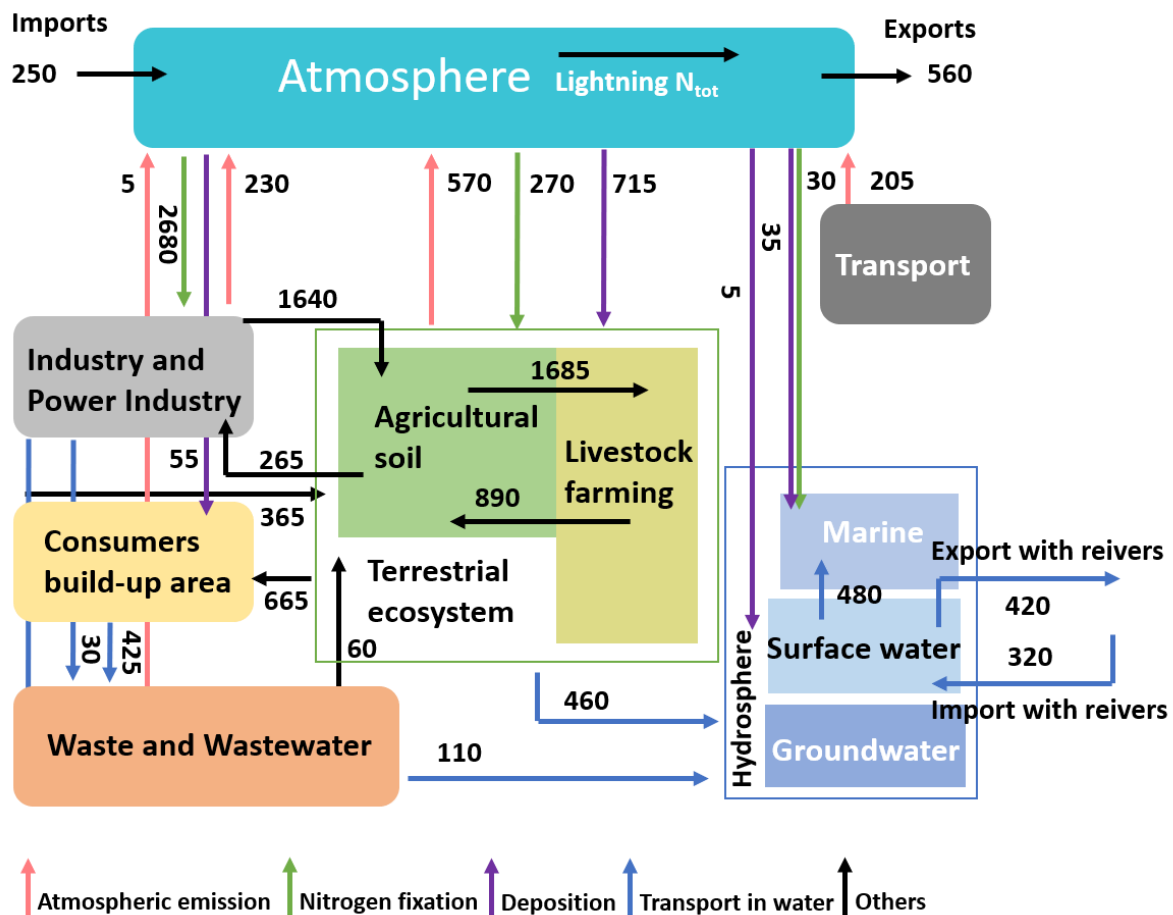 Imports
Exports
250
Atmosphere
Lightning Ntot
560
5
2680
230
570
270
715
35
5
30
205
Transport
1640
Industry and
Power Industry
1685
Agricultural
soil
Livestock
farming
55
265
890
365
Consumers
build-up area
665
Terrestrial
ecosystem
60
30
425
Marine
Export with reivers
480
420
Surface water
320
Import with reivers
Hydrosphere
Groundwater
460
Waste and Wastewater
110
Atmospheric emission
Nitrogen fixation
Deposition
Transport in water
Others